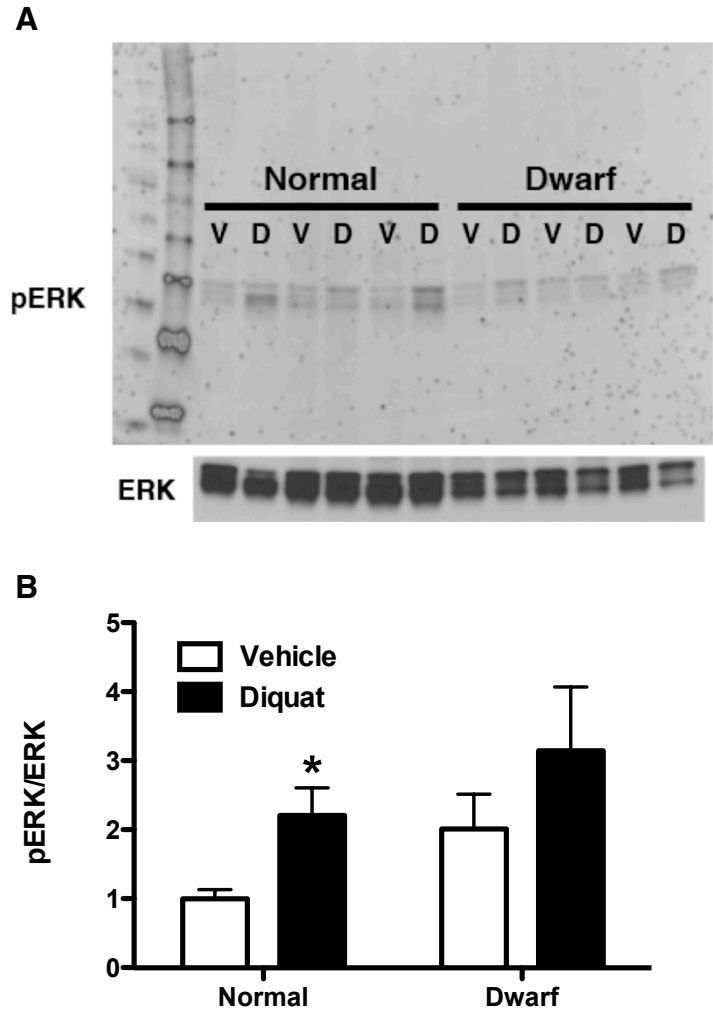 A
Normal Dwarf
V D V D V D V D V D V D
pERK
ERK
B
5
4
3
2
1
0
pERK/ERK
Vehicle
Diquat
*
Normal Dwarf